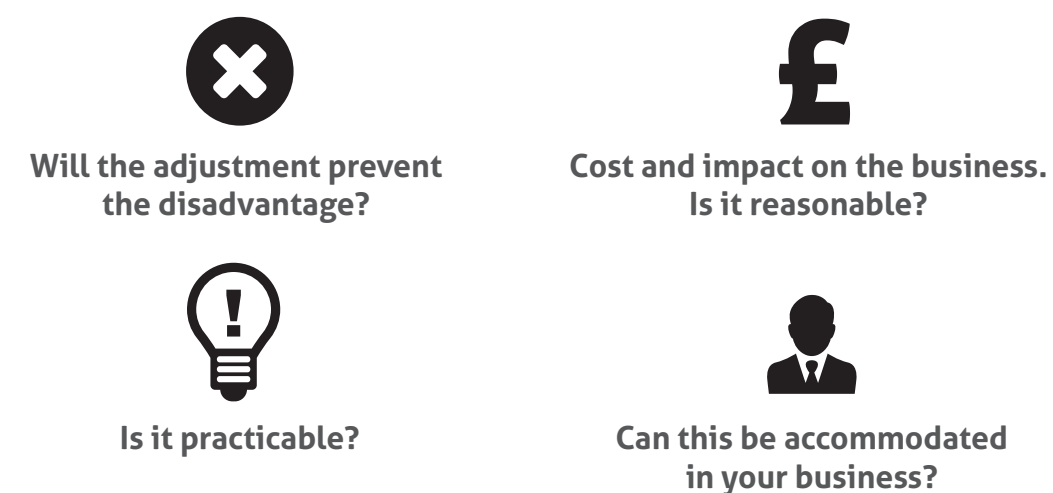 Will the adjustment prevent
the disadvantage?
£
Cost and impact on the business.
Is it reasonable?
!
Is it practicable?
Can this be accommodated
in your business?